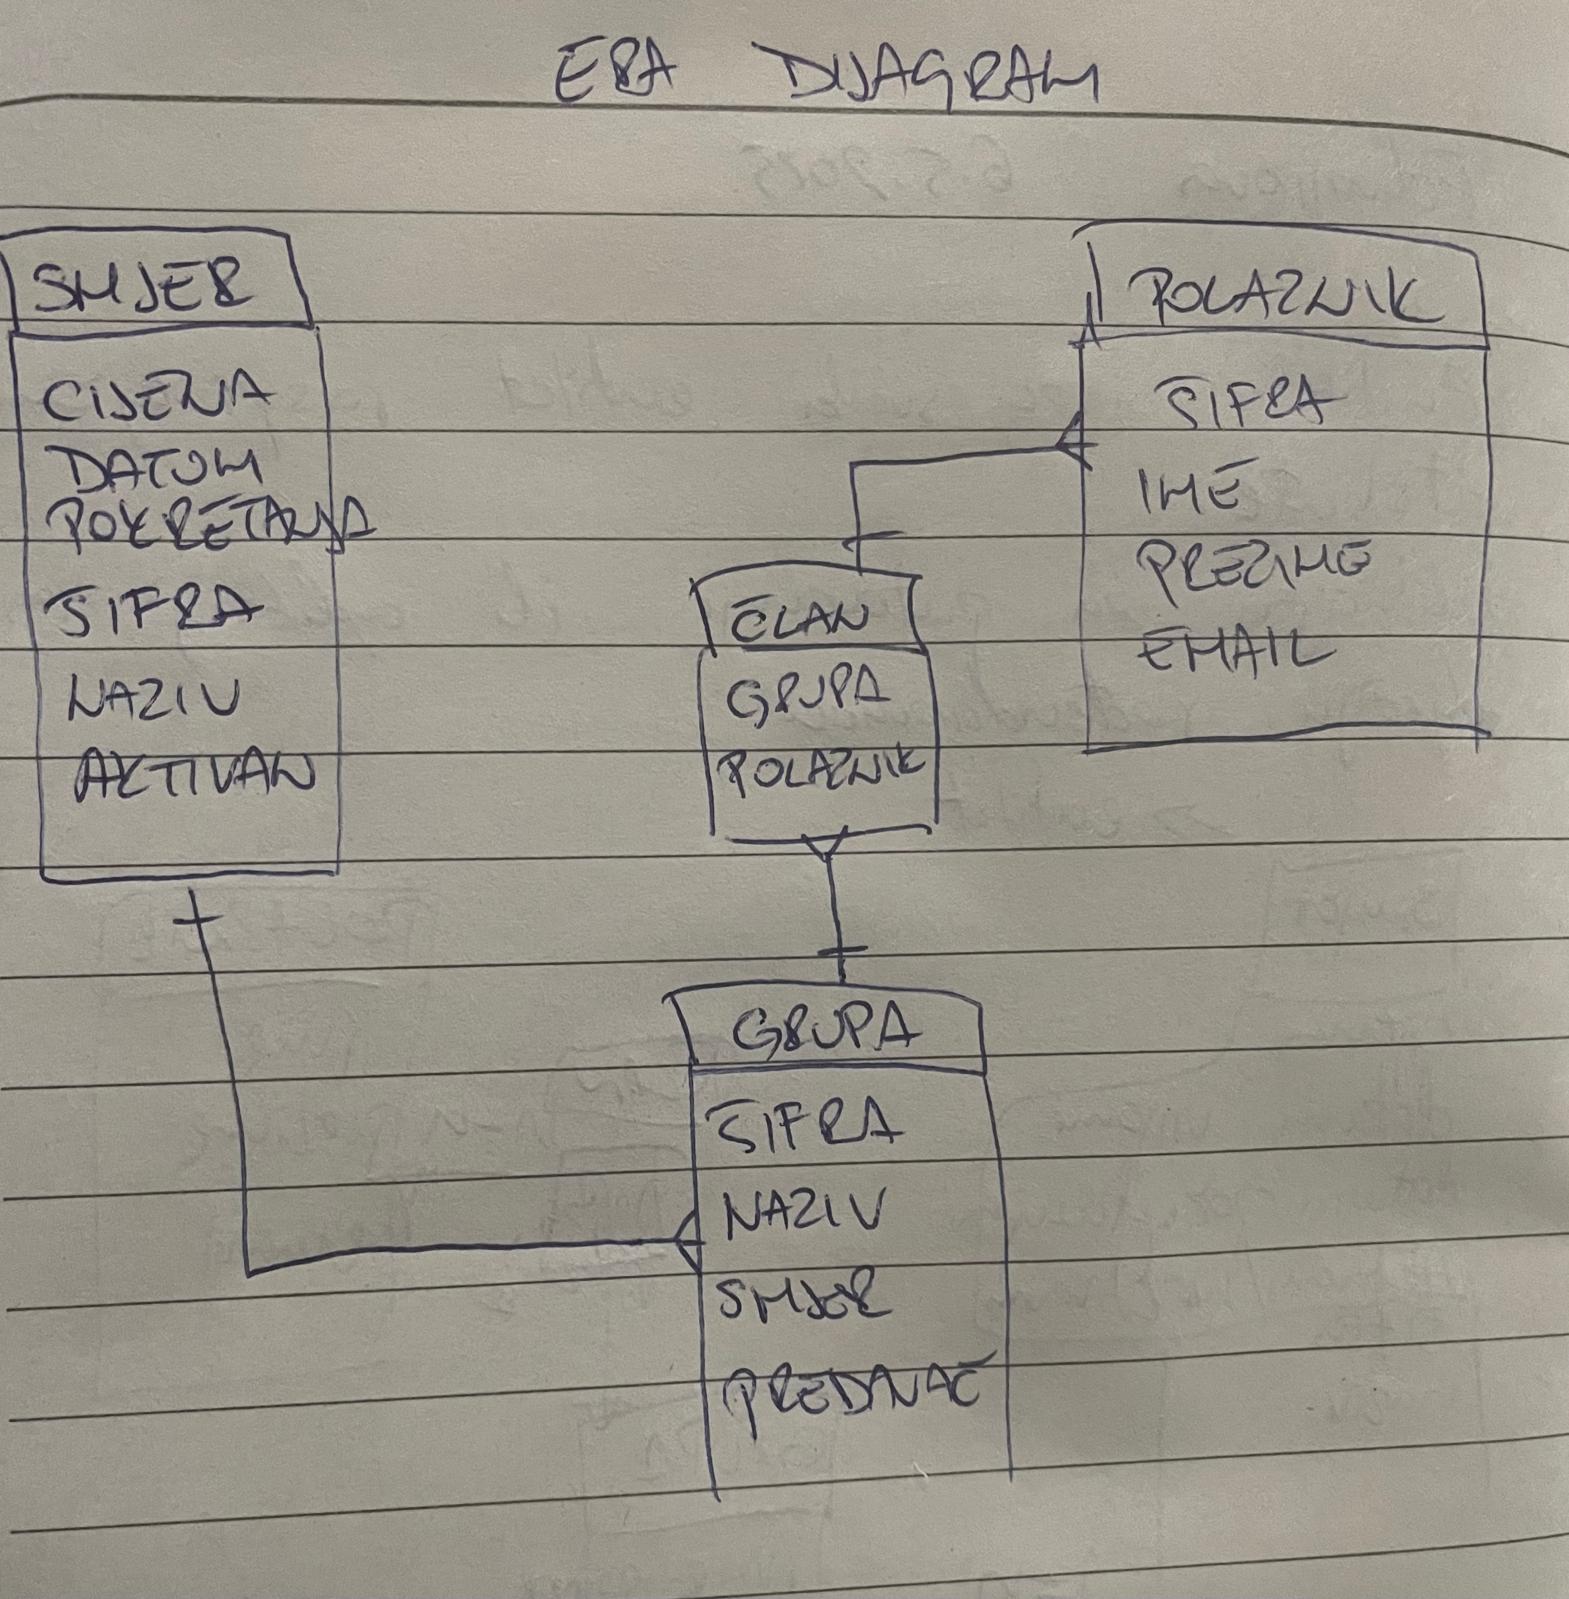 ERA DIJAGRAM
SMJER
CIJENA
DATUM
POKRETANJA
ŠIFRA
NAZIV
AKTIVAN
POLAZNIK
ŠIFRA
IME
PREZIME
EMAIL
ČLAN
GRUPA
POLAZNIK
GRUPA
ŠIFRA
NAZIV
SMJER
PREDAVAČ